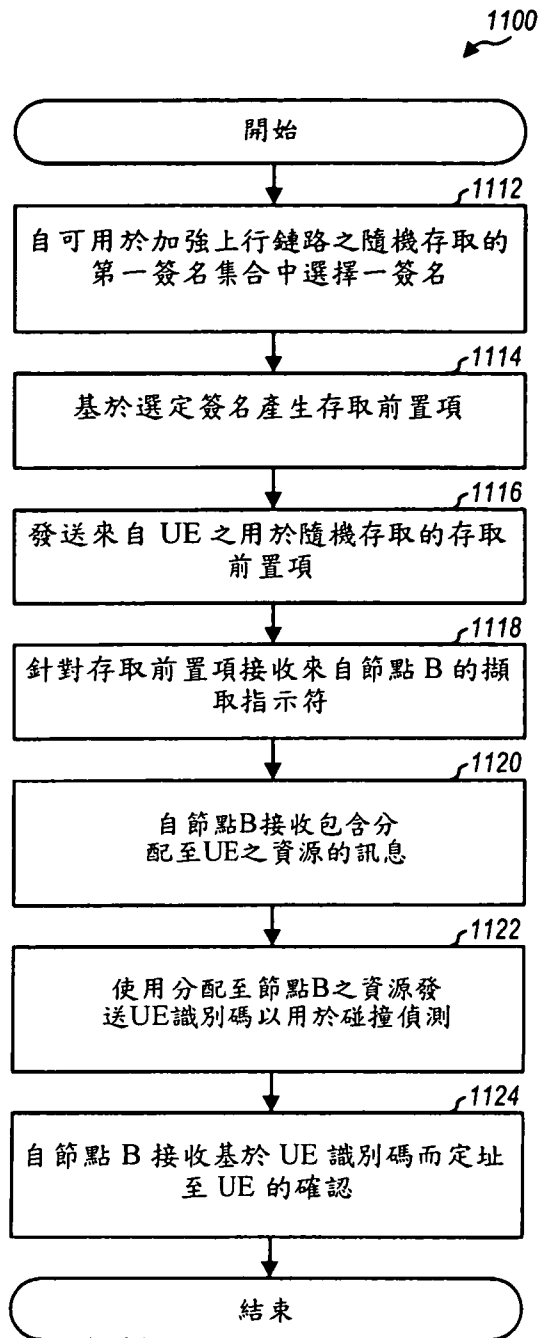 1100
開始
1112
自可用於加強上行鏈路之隨機存取的
第一簽名集合中選擇一簽名
1114
基於選定簽名產生存取前置項
1116
發送來自 UE 之用於隨機存取的存取
前置項
1118
針對存取前置項接收來自節點 B 的擷
取指示符
1120
自節點B接收包含分
配至UE之資源的訊息
1122
使用分配至節點B之資源發
送UE識別碼以用於碰撞偵測
1124
自節點 B 接收基於 UE 識別碼而定址
至 UE 的確認
結束